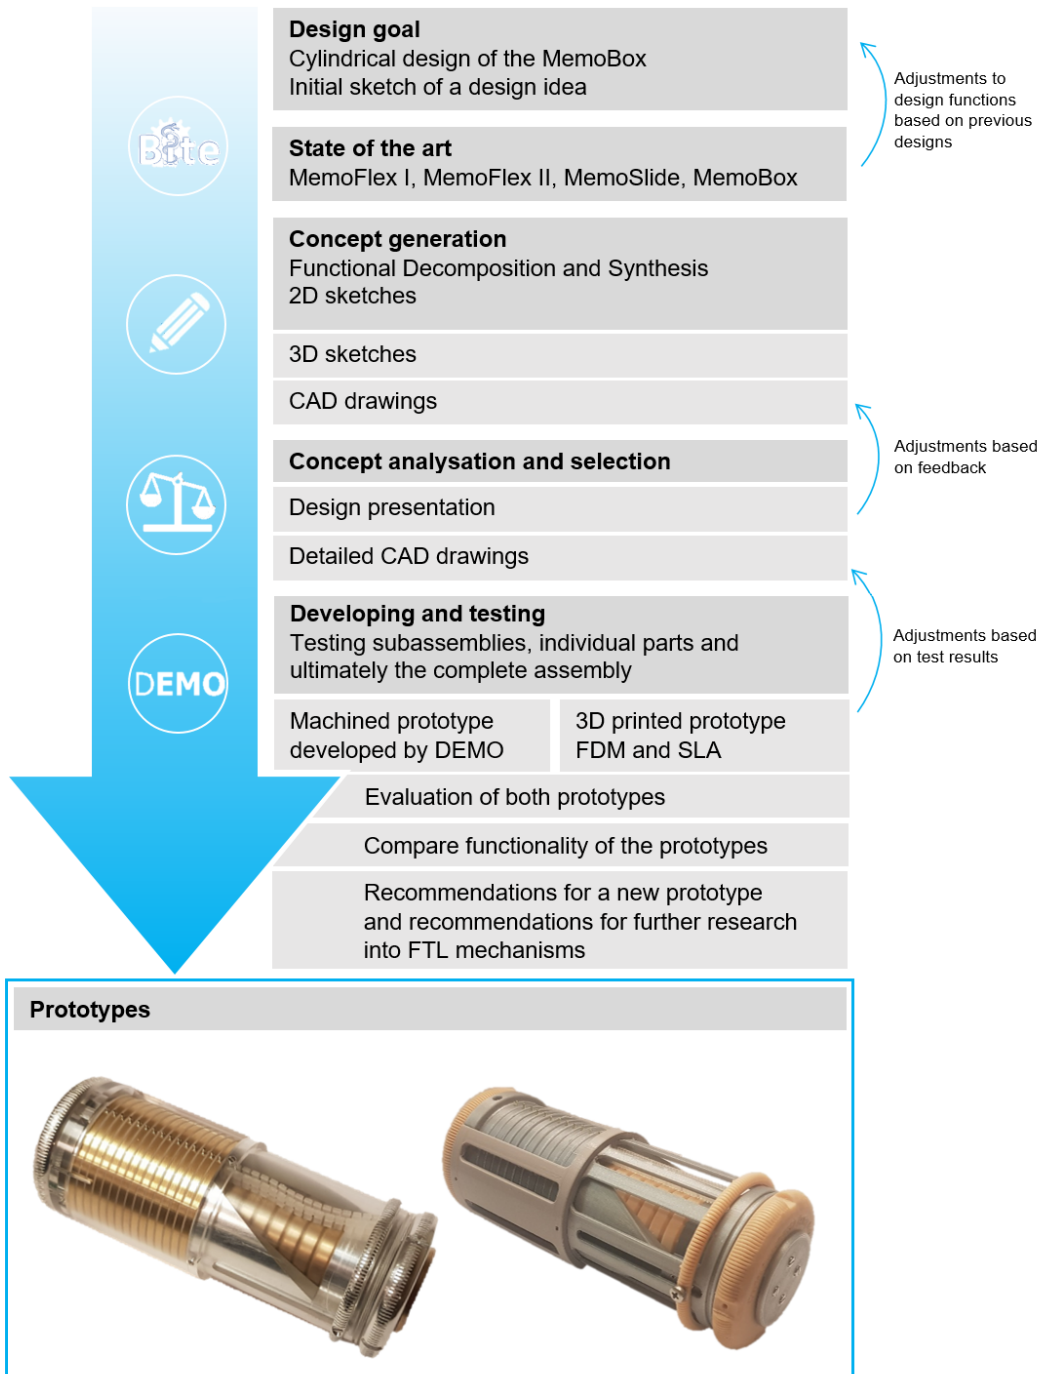 Design goal
Cylindrical design of the MemoBox
Initial sketch of a design idea
Adjustments to
design functions
based on previous
designs
Bite
State of the art
MemoFlex I, MemoFlex II, MemoSlide, MemoBox
Concept generation
Functional Decomposition and Synthesis
2D sketches
3D sketches
CAD drawings
Adjustments based
on feedback
Concept analysation and selection
Design presentation
Detailed CAD drawings
Developing and testing
Testing subassemblies, individual parts and
ultimately the complete assembly
Adjustments based
on test results
DEMO
Machined prototype
developed by DEMO
3D printed prototype
FDM and SLA
Evaluation of both prototypes
Compare functionality of the prototypes
Recommendations for a new prototype
and recommendations for further research
into FTL mechanisms
Prototypes